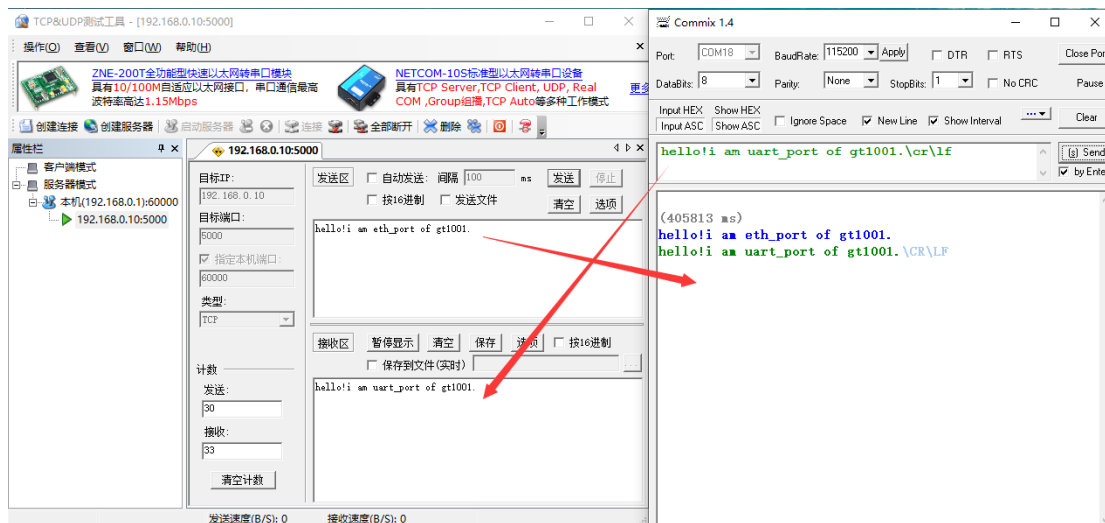 TCP&UDP测试工具 - [192.168.0.10:5000]
操作(O) 查看(V) 窗口(W) 帮助(H)
ZNE-200T全功能型快速以太网转串口模块
具有10/100M自适应以太网接口，串口通信最高
波特率高达1.15Mbps
NETCOM-10S标准型以太网转串口设备
具有TCP Server,TCP Client, UDP, Real
COM ,Group组播,TCP Auto等多种工作模式
创建连接 创建服务器 启动服务器 连接 全部断开 删除
属性栏
客户端模式
服务器模式
本机(192.168.0.1):60000
192.168.0.10:5000
192.168.0.10:5000
目标IP:
192.168.0.10
目标端口:
5000
指定本机端口:
60000
类型:
TCP
计数
发送:
30
接收:
33
清空计数
发送区 自动发送: 间隔 100 ms 发送 停止
按16进制 发送文件 清空 选项
hello!i am eth_port of gt1001.
接收区 暂停显示 清空 保存 选项 按16进制
保存到文件(实时)
hello!i am uart_port of gt1001.
发送速度(B/S): 0 接收速度(B/S): 0
Commix 1.4
Port: COM18 BaudRate: 115200 Apply DTR RTS Close Por
DataBits: 8 Parity: None StopBits: 1 No CRC Pause
Input HEX Show HEX
Input ASC Show ASC Ignore Space New Line Show Interval Clear
hello!i am uart_port of gt1001.\cr\lf
[s] Send
by Ente
(405813 ms)
hello!i am eth_port of gt1001.
hello!i am uart_port of gt1001.\CR\LF